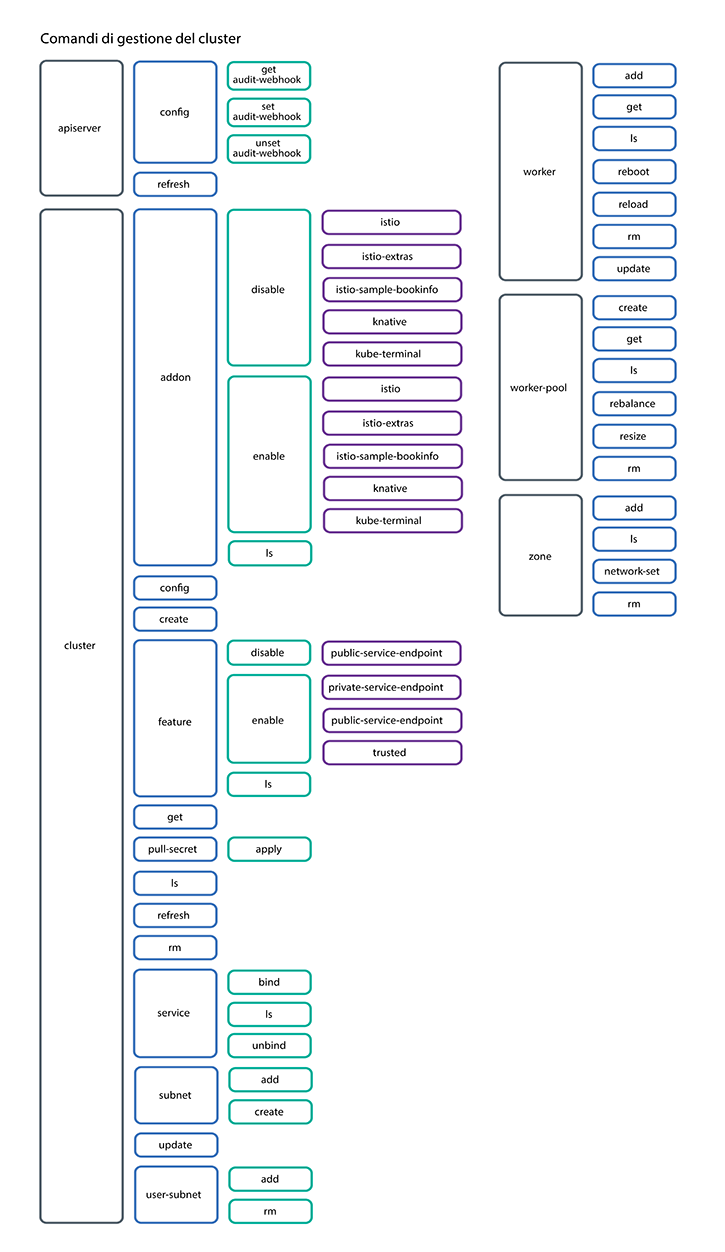 Comandi di gestione del cluster
apiserver
config
get
audit-webhook
set
audit-webhook
unset
audit-webhook
refresh
cluster
addon
disable
istio
istio-extras
istio-sample-bookinfo
knative
kube-terminal
enable
istio
istio-extras
istio-sample-bookinfo
knative
kube-terminal
ls
config
create
feature
disable
public-service-endpoint
enable
private-service-endpoint
public-service-endpoint
trusted
ls
get
pull-secret
apply
ls
refresh
rm
service
bind
ls
unbind
subnet
add
create
update
user-subnet
add
rm
worker
add
get
ls
reboot
reload
rm
update
worker-pool
create
get
ls
rebalance
resize
rm
zone
add
ls
network-set
rm